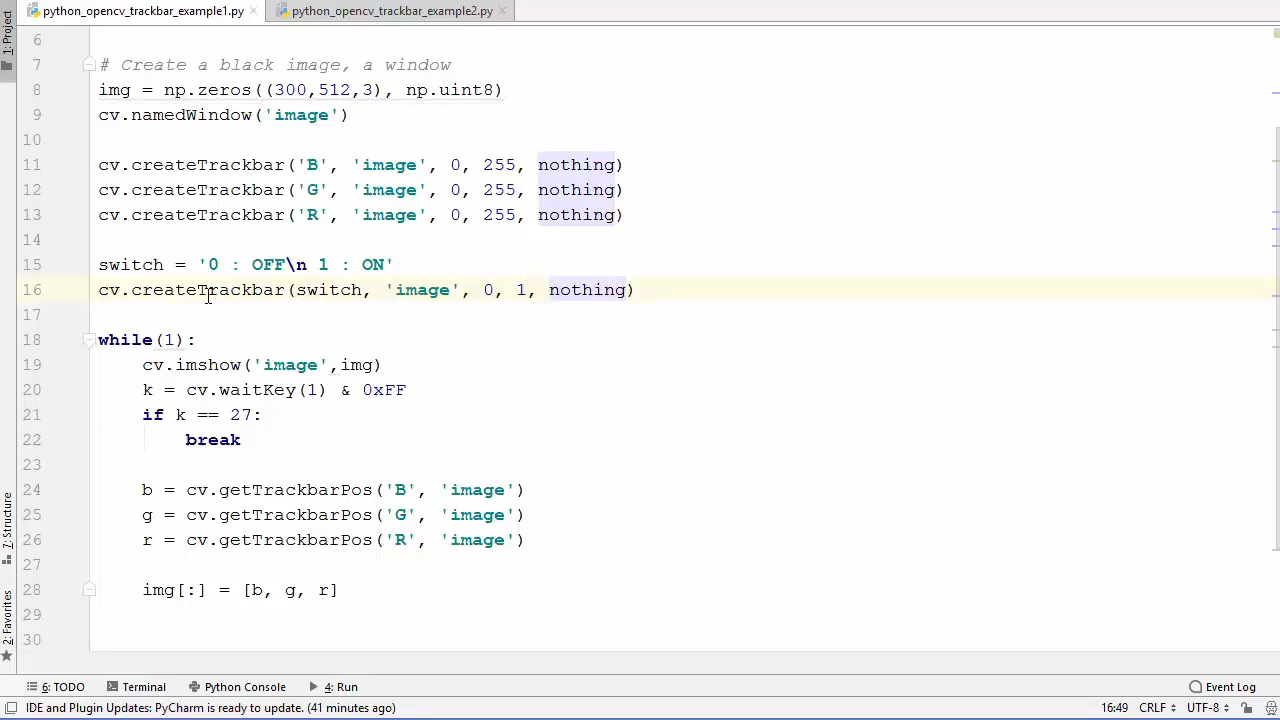 python_opencv_trackbar_example1.py
python_opencv_trackbar_example2.py
1: Project
6
7 # Create a black image, a window
8 img = np.zeros((300,512,3), np.uint8)
9 cv.namedWindow('image')
10
11 cv.createTrackbar('B', 'image', 0, 255, nothing)
12 cv.createTrackbar('G', 'image', 0, 255, nothing)
13 cv.createTrackbar('R', 'image', 0, 255, nothing)
14
15 switch = '0 : OFF\n 1 : ON'
16 cv.createTrackbar(switch, 'image', 0, 1, nothing)
17
18 while(1):
19 cv.imshow('image',img)
20 k = cv.waitKey(1) & 0xFF
21 if k == 27:
22 break
23
24 b = cv.getTrackbarPos('B', 'image')
25 g = cv.getTrackbarPos('G', 'image')
26 r = cv.getTrackbarPos('R', 'image')
27
28 img[:] = [b, g, r]
29
30
7: Structure
2: Favorites
6: TODO Terminal Python Console 4: Run Event Log
IDE and Plugin Updates: PyCharm is ready to update. (41 minutes ago) 16:49 CRLF UTF-8